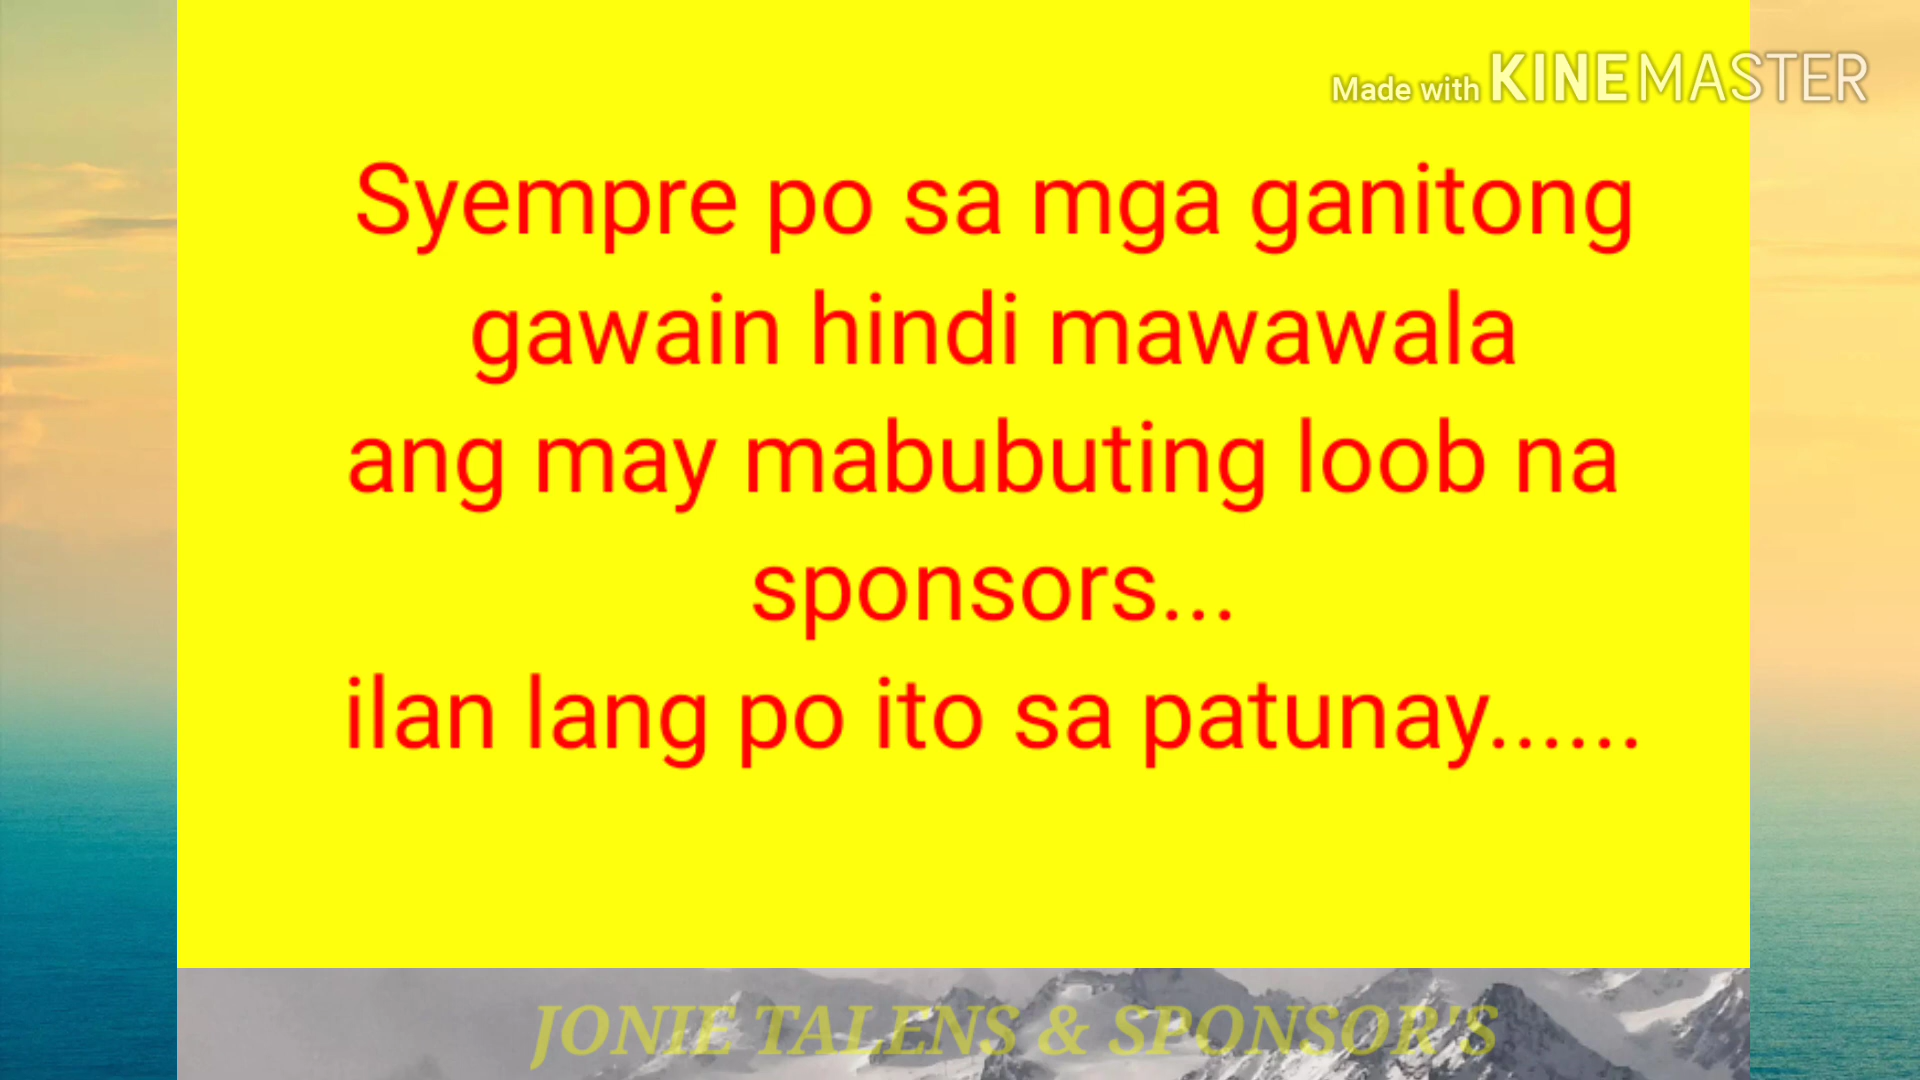 Made with KINEMASTER
Syempre po sa mga ganitong
gawain hindi mawawala
ang may mabubuting loob na
sponsors...
ilan lang po ito sa patunay......
JONIE TALENS & SPONSOR'S